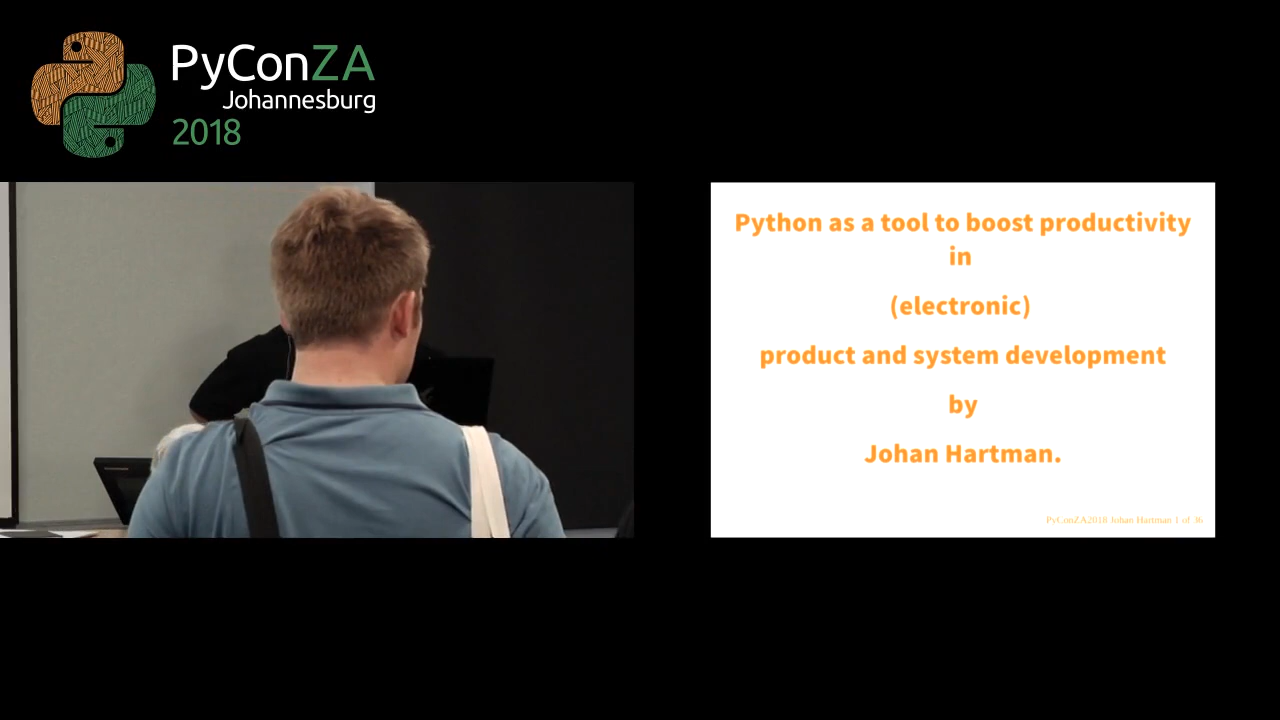 PyConZA
Johannesburg
2018
Python as a tool to boost productivity
in
(electronic)
product and system development
by
Johan Hartman.
PyConZA2018 Johan Hartman 1 of 36